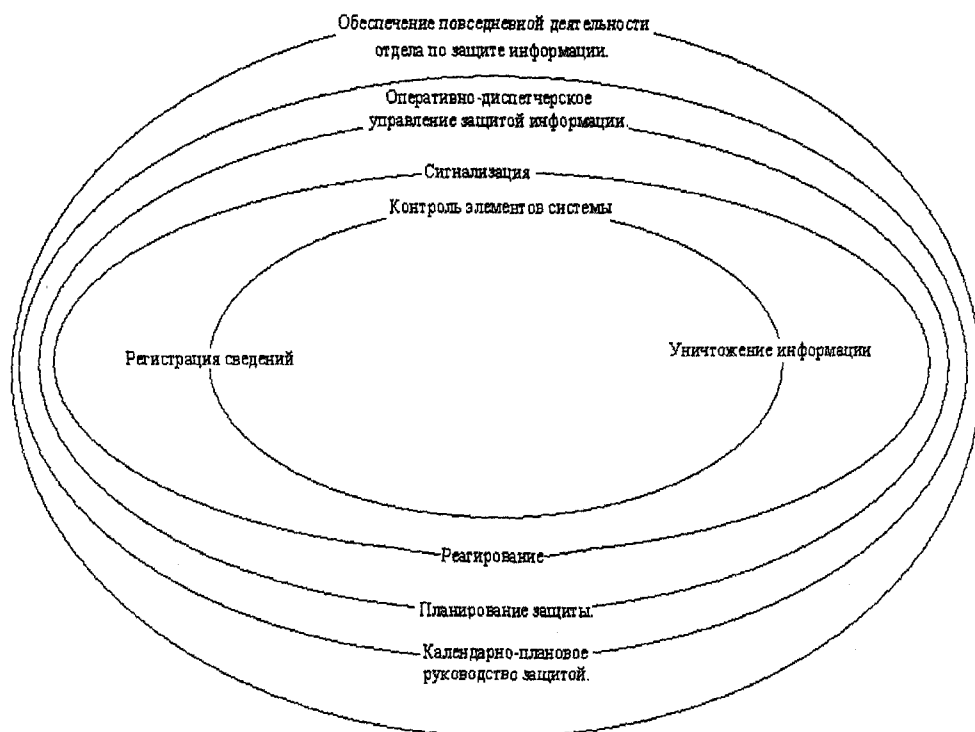 Обеспечение повседневной деятельности
отдела по защите информации.
Оперативно-диспетчерское
управление защитой информации.
Сигнализация
Контроль элементов системы
Регистрация сведений
Уничтожение информации
Реагирование
Планирование защиты.
Календарно-плановое
руководство защитой.